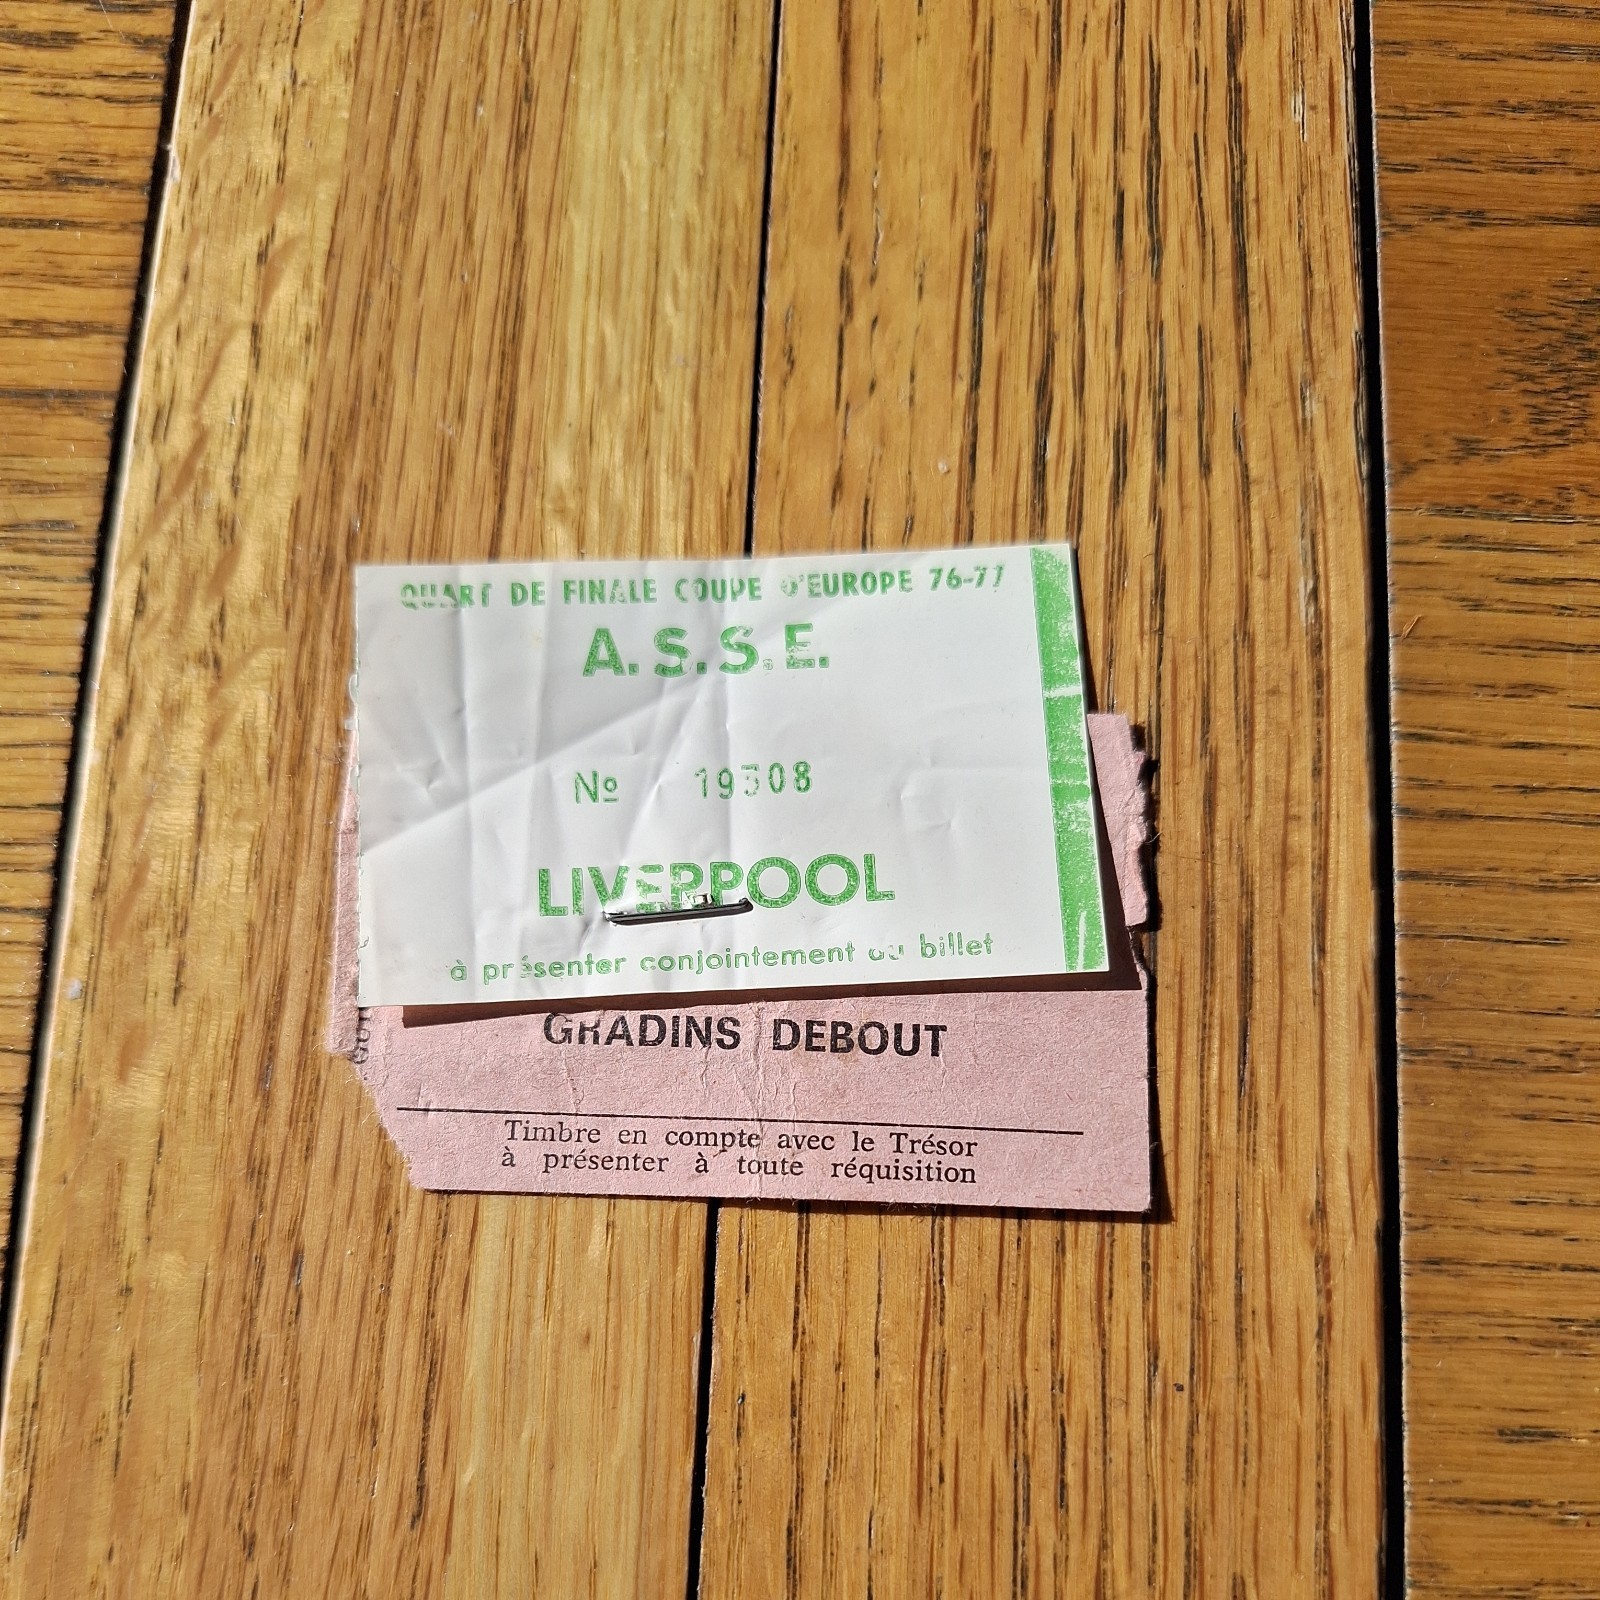 QUART DE FINALE COUPE D'EUROPE 76-77
A.S.S.E.
Nº 19308
LIVERPOOL
à présenter conjointement au billet
GRADINS DEBOUT
Timbre en compte avec le Trésor
à présenter à toute réquisition